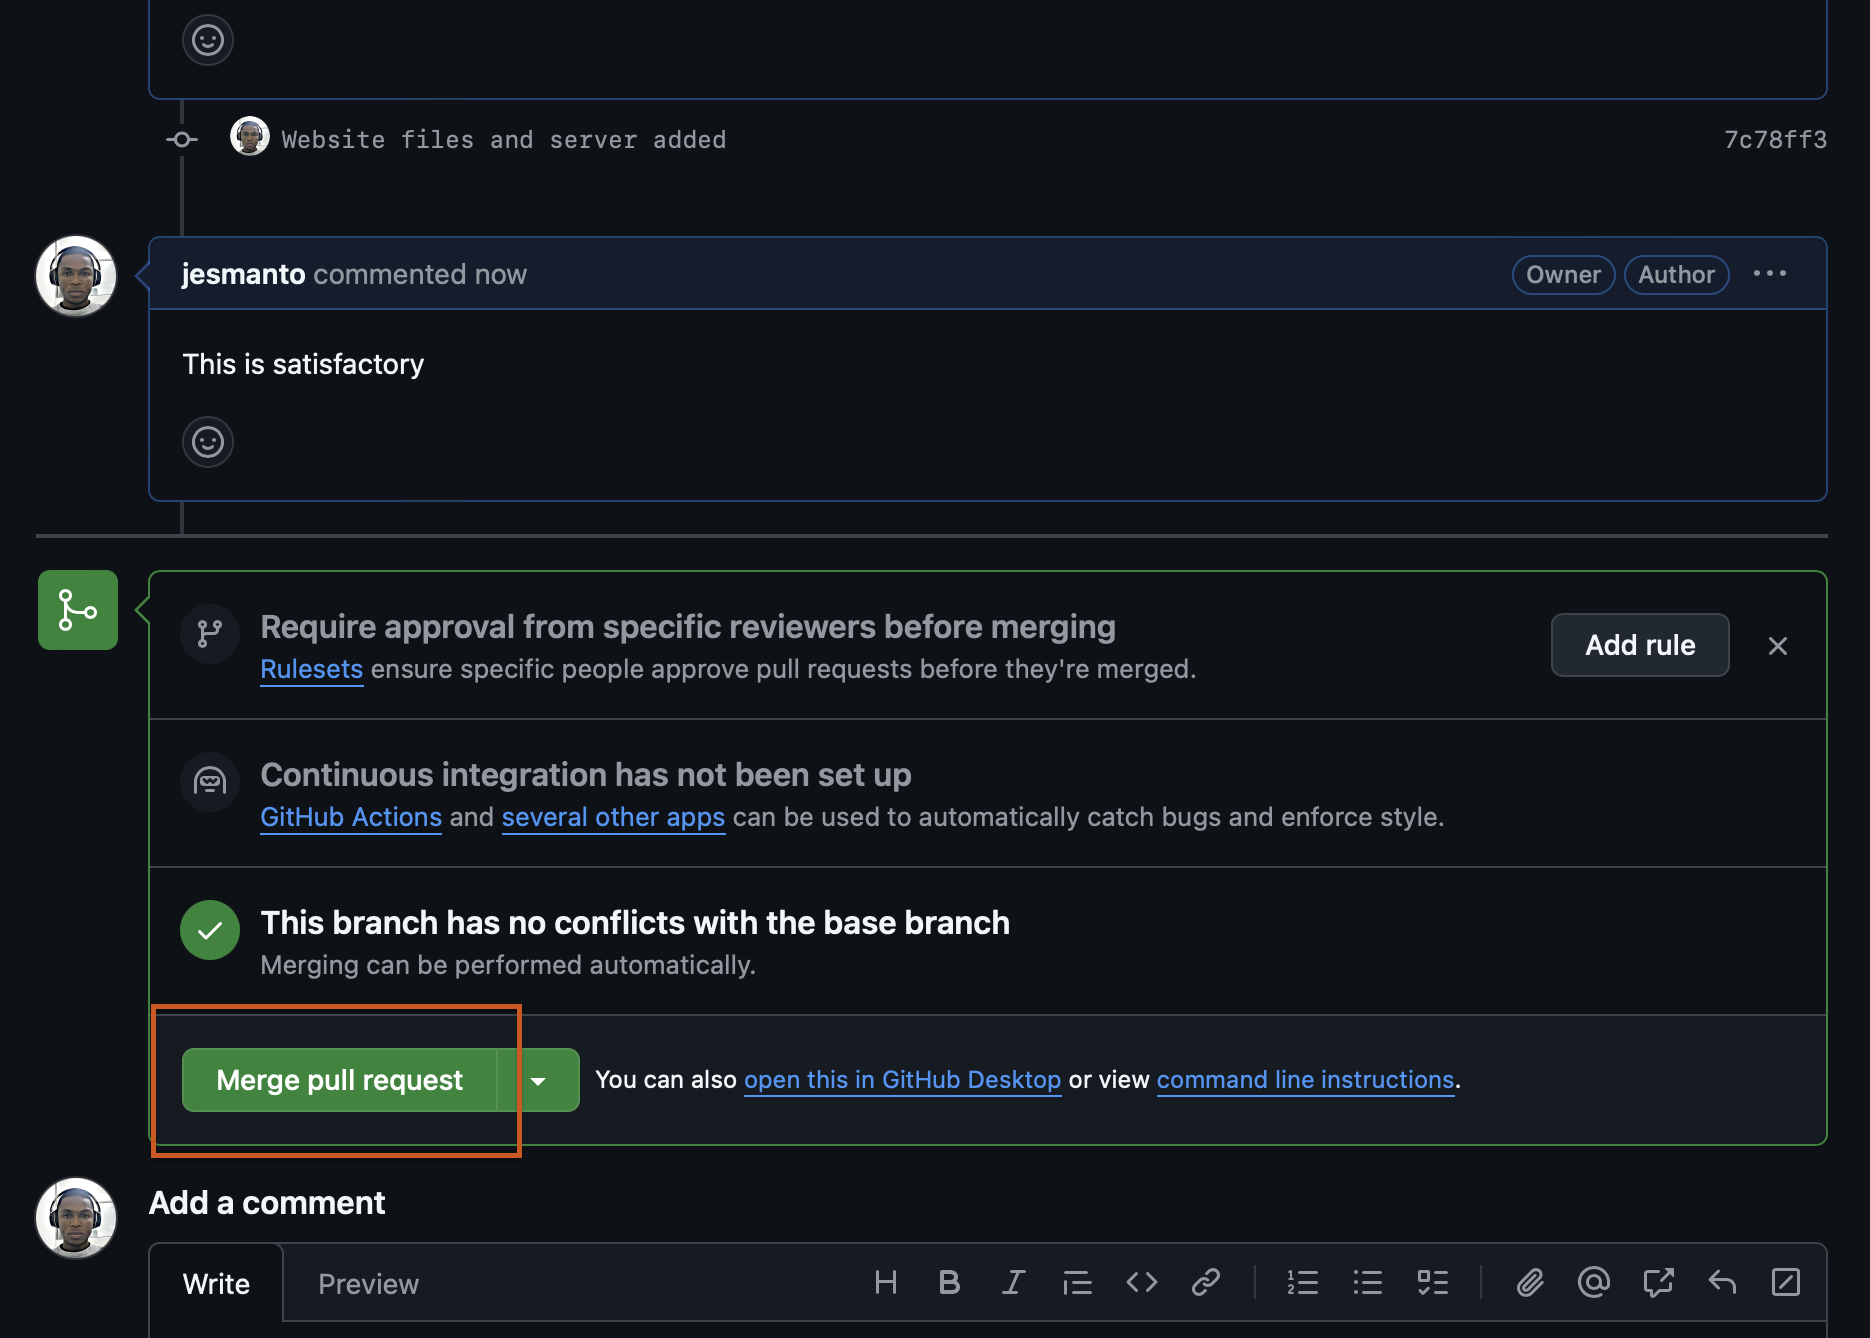 Website files and server added 7c78ff3
jesmanto commented now Owner Author
This is satisfactory
Require approval from specific reviewers before merging
Rulesets ensure specific people approve pull requests before they're merged.
Add rule
Continuous integration has not been set up
GitHub Actions and several other apps can be used to automatically catch bugs and enforce style.
This branch has no conflicts with the base branch
Merging can be performed automatically.
Merge pull request You can also open this in GitHub Desktop or view command line instructions.
Add a comment
Write Preview